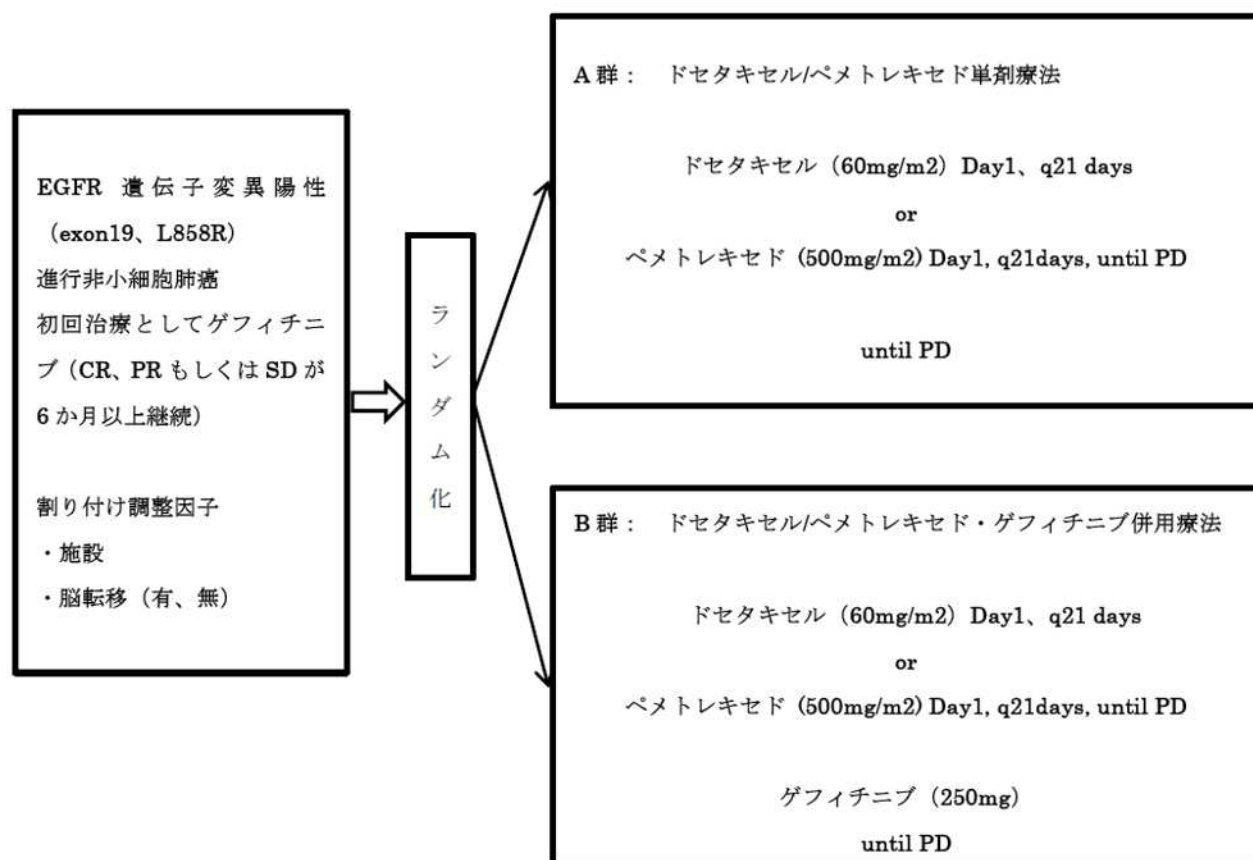 EGFR 遺伝子変異陽性
（exon19、L858R）
進行非小細胞肺癌
初回治療としてゲフィチニ
ブ（CR、PR もしくは SD が
6 か月以上継続）
割り付け調整因子
・施設
・脳転移（有、無）
ランダム化
A 群： ドセタキセル/ペメトレキセド単剤療法
ドセタキセル（60mg/m2）Day1、q21 days
or
ペメトレキセド (500mg/m2) Day1, q21days, until PD
until PD
B 群： ドセタキセル/ペメトレキセド・ゲフィチニブ併用療法
ドセタキセル（60mg/m2）Day1、q21 days
or
ペメトレキセド (500mg/m2) Day1, q21days, until PD
ゲフィチニブ（250mg）
until PD